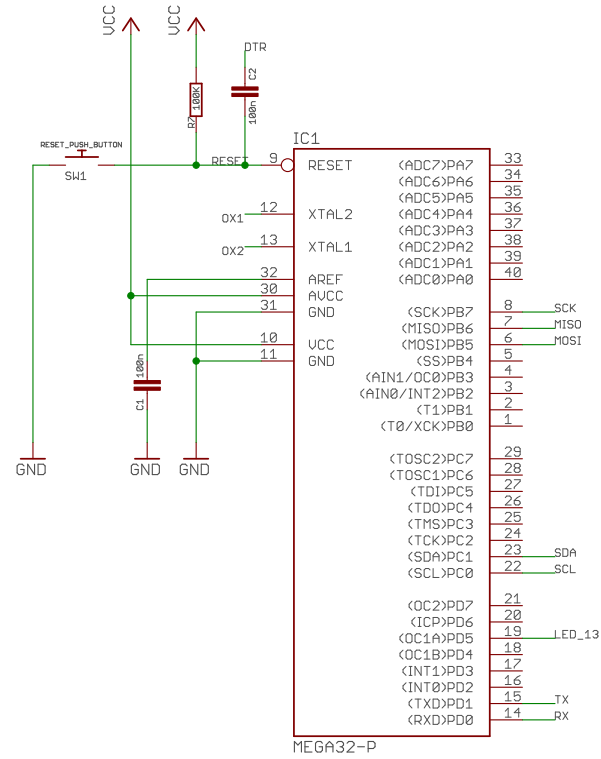 VCC
VCC
DTR
C2
100n
100K
R2
RESET_PUSH_BUTTON
SW1
RESET
IC1
9 RESET (ADC7)PA7 33
(ADC6)PA6 34
(ADC5)PA5 35
OX1 12 XTAL2 (ADC4)PA4 36
(ADC3)PA3 37
OX2 13 XTAL1 (ADC2)PA2 38
(ADC1)PA1 39
32 AREF (ADC0)PA0 40
30 AVCC
31 GND (SCK)PB7 8 SCK
(MISO)PB6 7 MISO
10 VCC (MOSI)PB5 6 MOSI
11 GND (SS)PB4 5
(AIN1/OC0)PB3 4
(AIN0/INT2)PB2 3
(T1)PB1 2
(T0/XCK)PB0 1
100n
C1
GND
GND
GND
(TOSC2)PC7 29
(TOSC1)PC6 28
(TDI)PC5 27
(TDO)PC4 26
(TMS)PC3 25
(TCK)PC2 24
(SDA)PC1 23 SDA
(SCL)PC0 22 SCL
(OC2)PD7 21
(ICP)PD6 20
(OC1A)PD5 19 LED_13
(OC1B)PD4 18
(INT1)PD3 17
(INT0)PD2 16
(TXD)PD1 15 TX
(RXD)PD0 14 RX
MEGA32-P